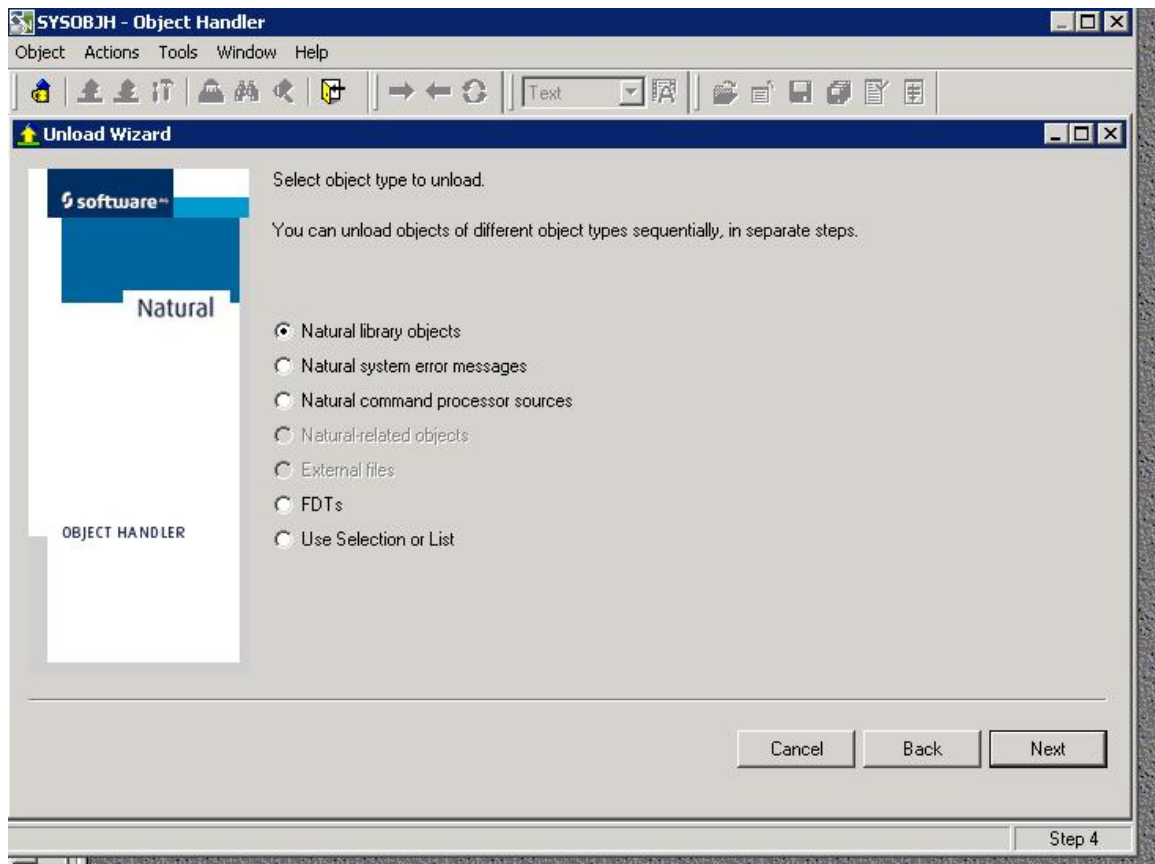 SYSOBJH - Object Handler
Object Actions Tools Window Help
Text
Unload Wizard
software AG
Natural
OBJECT HANDLER
Select object type to unload.
You can unload objects of different object types sequentially, in separate steps.
Natural library objects
Natural system error messages
Natural command processor sources
Natural-related objects
External files
FDTs
Use Selection or List
Cancel Back Next
Step 4